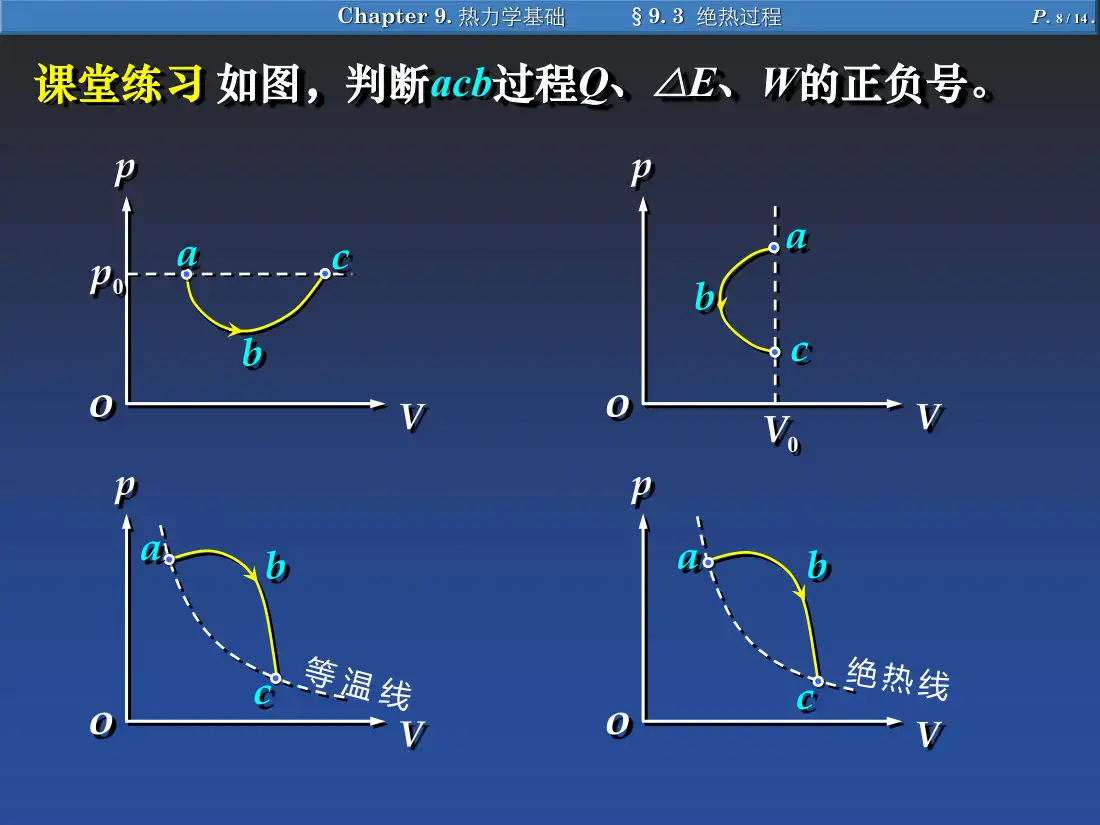 Chapter 9. 热力学基础 § 9. 3 绝热过程 P. 8 / 14 .
课堂练习 如图，判断acb过程Q、△E、W的正负号。
p
a
c
p0
b
O
V
p
a
b
c
O
V0
V
p
a
b
c
等温线
O
V
p
a
b
c
绝热线
O
V